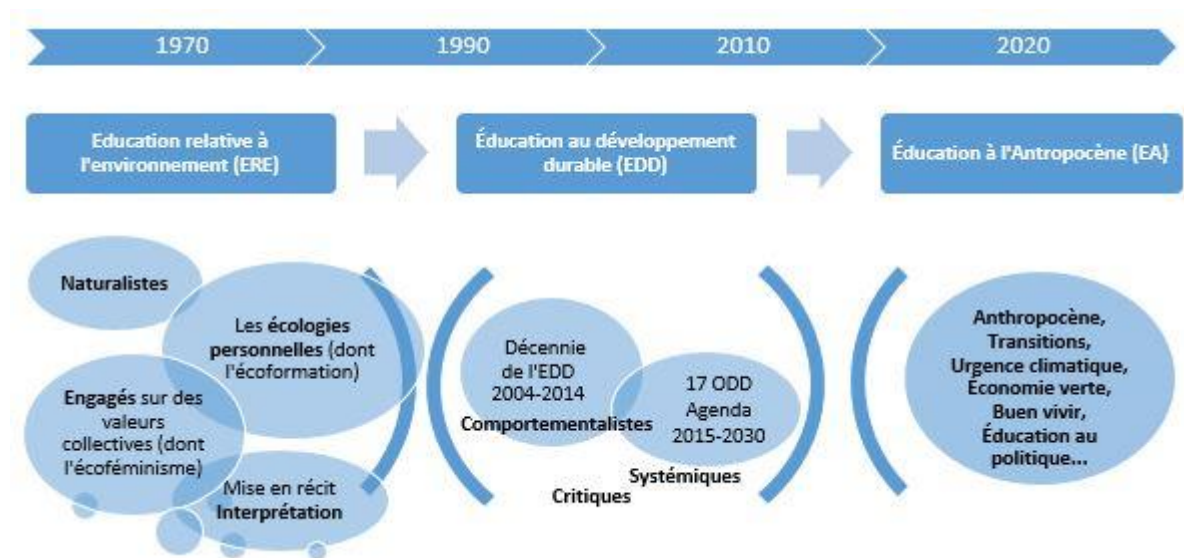 1970
1990
2010
2020
Education relative à
l'environnement (ERE)
Éducation au développement
durable (EDD)
Éducation à l'Antropocène (EA)
Naturalistes
Les écologies
personnelles (dont
l'écoformation)
Engagés sur des
valeurs
collectives (dont
l'écoféminisme)
Mise en récit
Interprétation
Décennie
de l'EDD
2004-2014
Comportementalistes
17 ODD
Agenda
2015-2030
Systémiques
Critiques
Anthropocène,
Transitions,
Urgence climatique,
Économie verte,
Buen vivir,
Éducation au
politique...